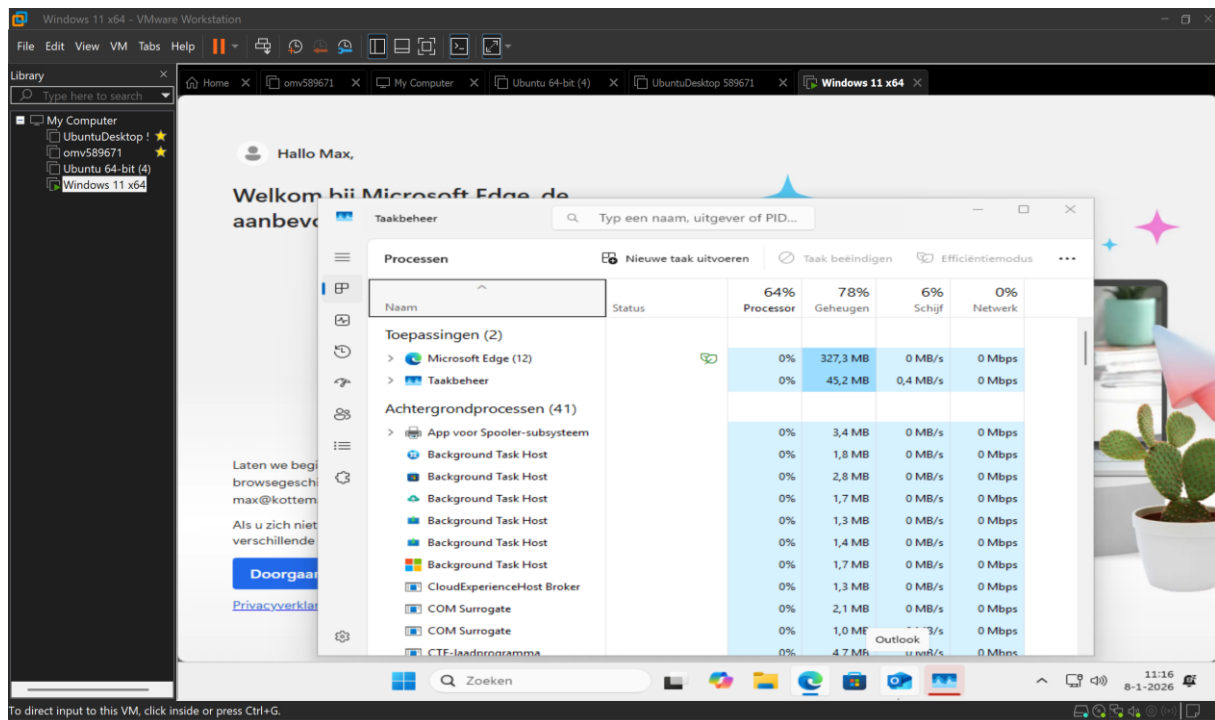 Windows 11 x64 - VMware Workstation
File Edit View VM Tabs Help
Library
Type here to search
Home omv589671 My Computer Ubuntu 64-bit (4) UbuntuDesktop 589671 Windows 11 x64
My Computer
UbuntuDesktop
omv589671
Ubuntu 64-bit (4)
Windows 11 x64
Hallo Max,
Welkom bij Microsoft Edge, de
aanbevo
Taakbeheer
Typ een naam, uitgever of PID...
Processen Nieuwe taak uitvoeren Taak beëindigen Efficiëntiemodus
64% 78% 6% 0%
Naam Status Processor Geheugen Schijf Netwerk
Toepassingen (2)
Microsoft Edge (12) 0% 327,3 MB 0 MB/s 0 Mbps
Taakbeheer 0% 45,2 MB 0,4 MB/s 0 Mbps
Achtergrondprocessen (41)
App voor Spooler-subsysteem 0% 3,4 MB 0 MB/s 0 Mbps
Background Task Host 0% 1,8 MB 0 MB/s 0 Mbps
Background Task Host 0% 2,8 MB 0 MB/s 0 Mbps
Background Task Host 0% 1,7 MB 0 MB/s 0 Mbps
Background Task Host 0% 1,3 MB 0 MB/s 0 Mbps
Background Task Host 0% 1,4 MB 0 MB/s 0 Mbps
Background Task Host 0% 1,7 MB 0 MB/s 0 Mbps
CloudExperienceHost Broker 0% 1,3 MB 0 MB/s 0 Mbps
COM Surrogate 0% 2,1 MB 0 MB/s 0 Mbps
COM Surrogate 0% 1,0 MB 0 Mbps
CTF-laadprogramma 0% 4,7 MB 0 MB/s 0 Mbps
Outlook
Laten we begi
browsegeschi
max@kottem
Als u zich niet
verschillende
Doorgaan
Privacyverklar
Zoeken
11:16
8-1-2026
To direct input to this VM, click inside or press Ctrl+G.